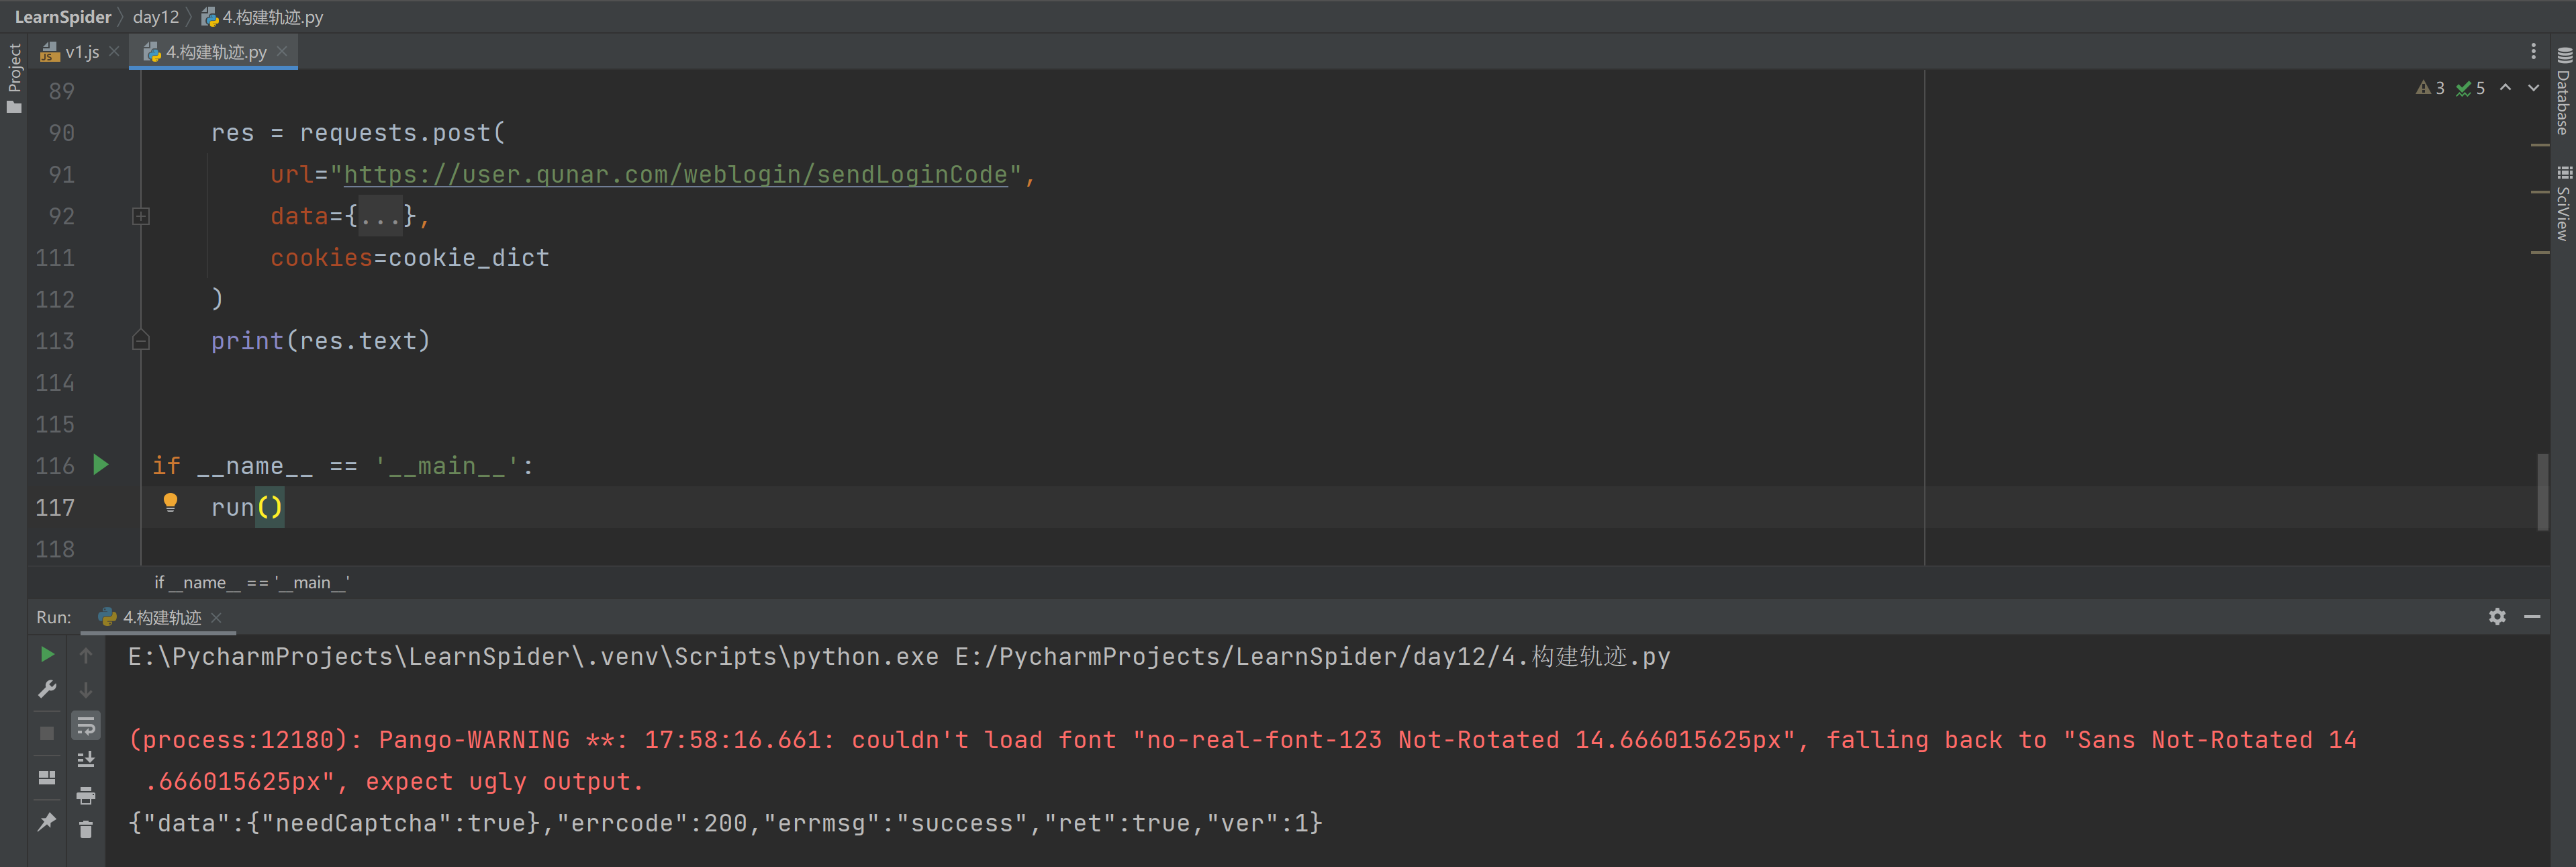 LearnSpider 〉 day12 〉 4.构建轨迹.py
Project
v1.js
4.构建轨迹.py
3 5
Database
SciView
89
90 res = requests.post(
91 url="https://user.qunar.com/weblogin/sendLoginCode",
92 data={...},
111 cookies=cookie_dict
112 )
113 print(res.text)
114
115
116 if __name__ == '__main__':
117 run()
118
if __name__ == '__main__'
Run: 4.构建轨迹
E:\PycharmProjects\LearnSpider\.venv\Scripts\python.exe E:/PycharmProjects/LearnSpider/day12/4.构建轨迹.py
(process:12180): Pango-WARNING **: 17:58:16.661: couldn't load font "no-real-font-123 Not-Rotated 14.666015625px", falling back to "Sans Not-Rotated 14
.666015625px", expect ugly output.
{"data":{"needCaptcha":true},"errcode":200,"errmsg":"success","ret":true,"ver":1}